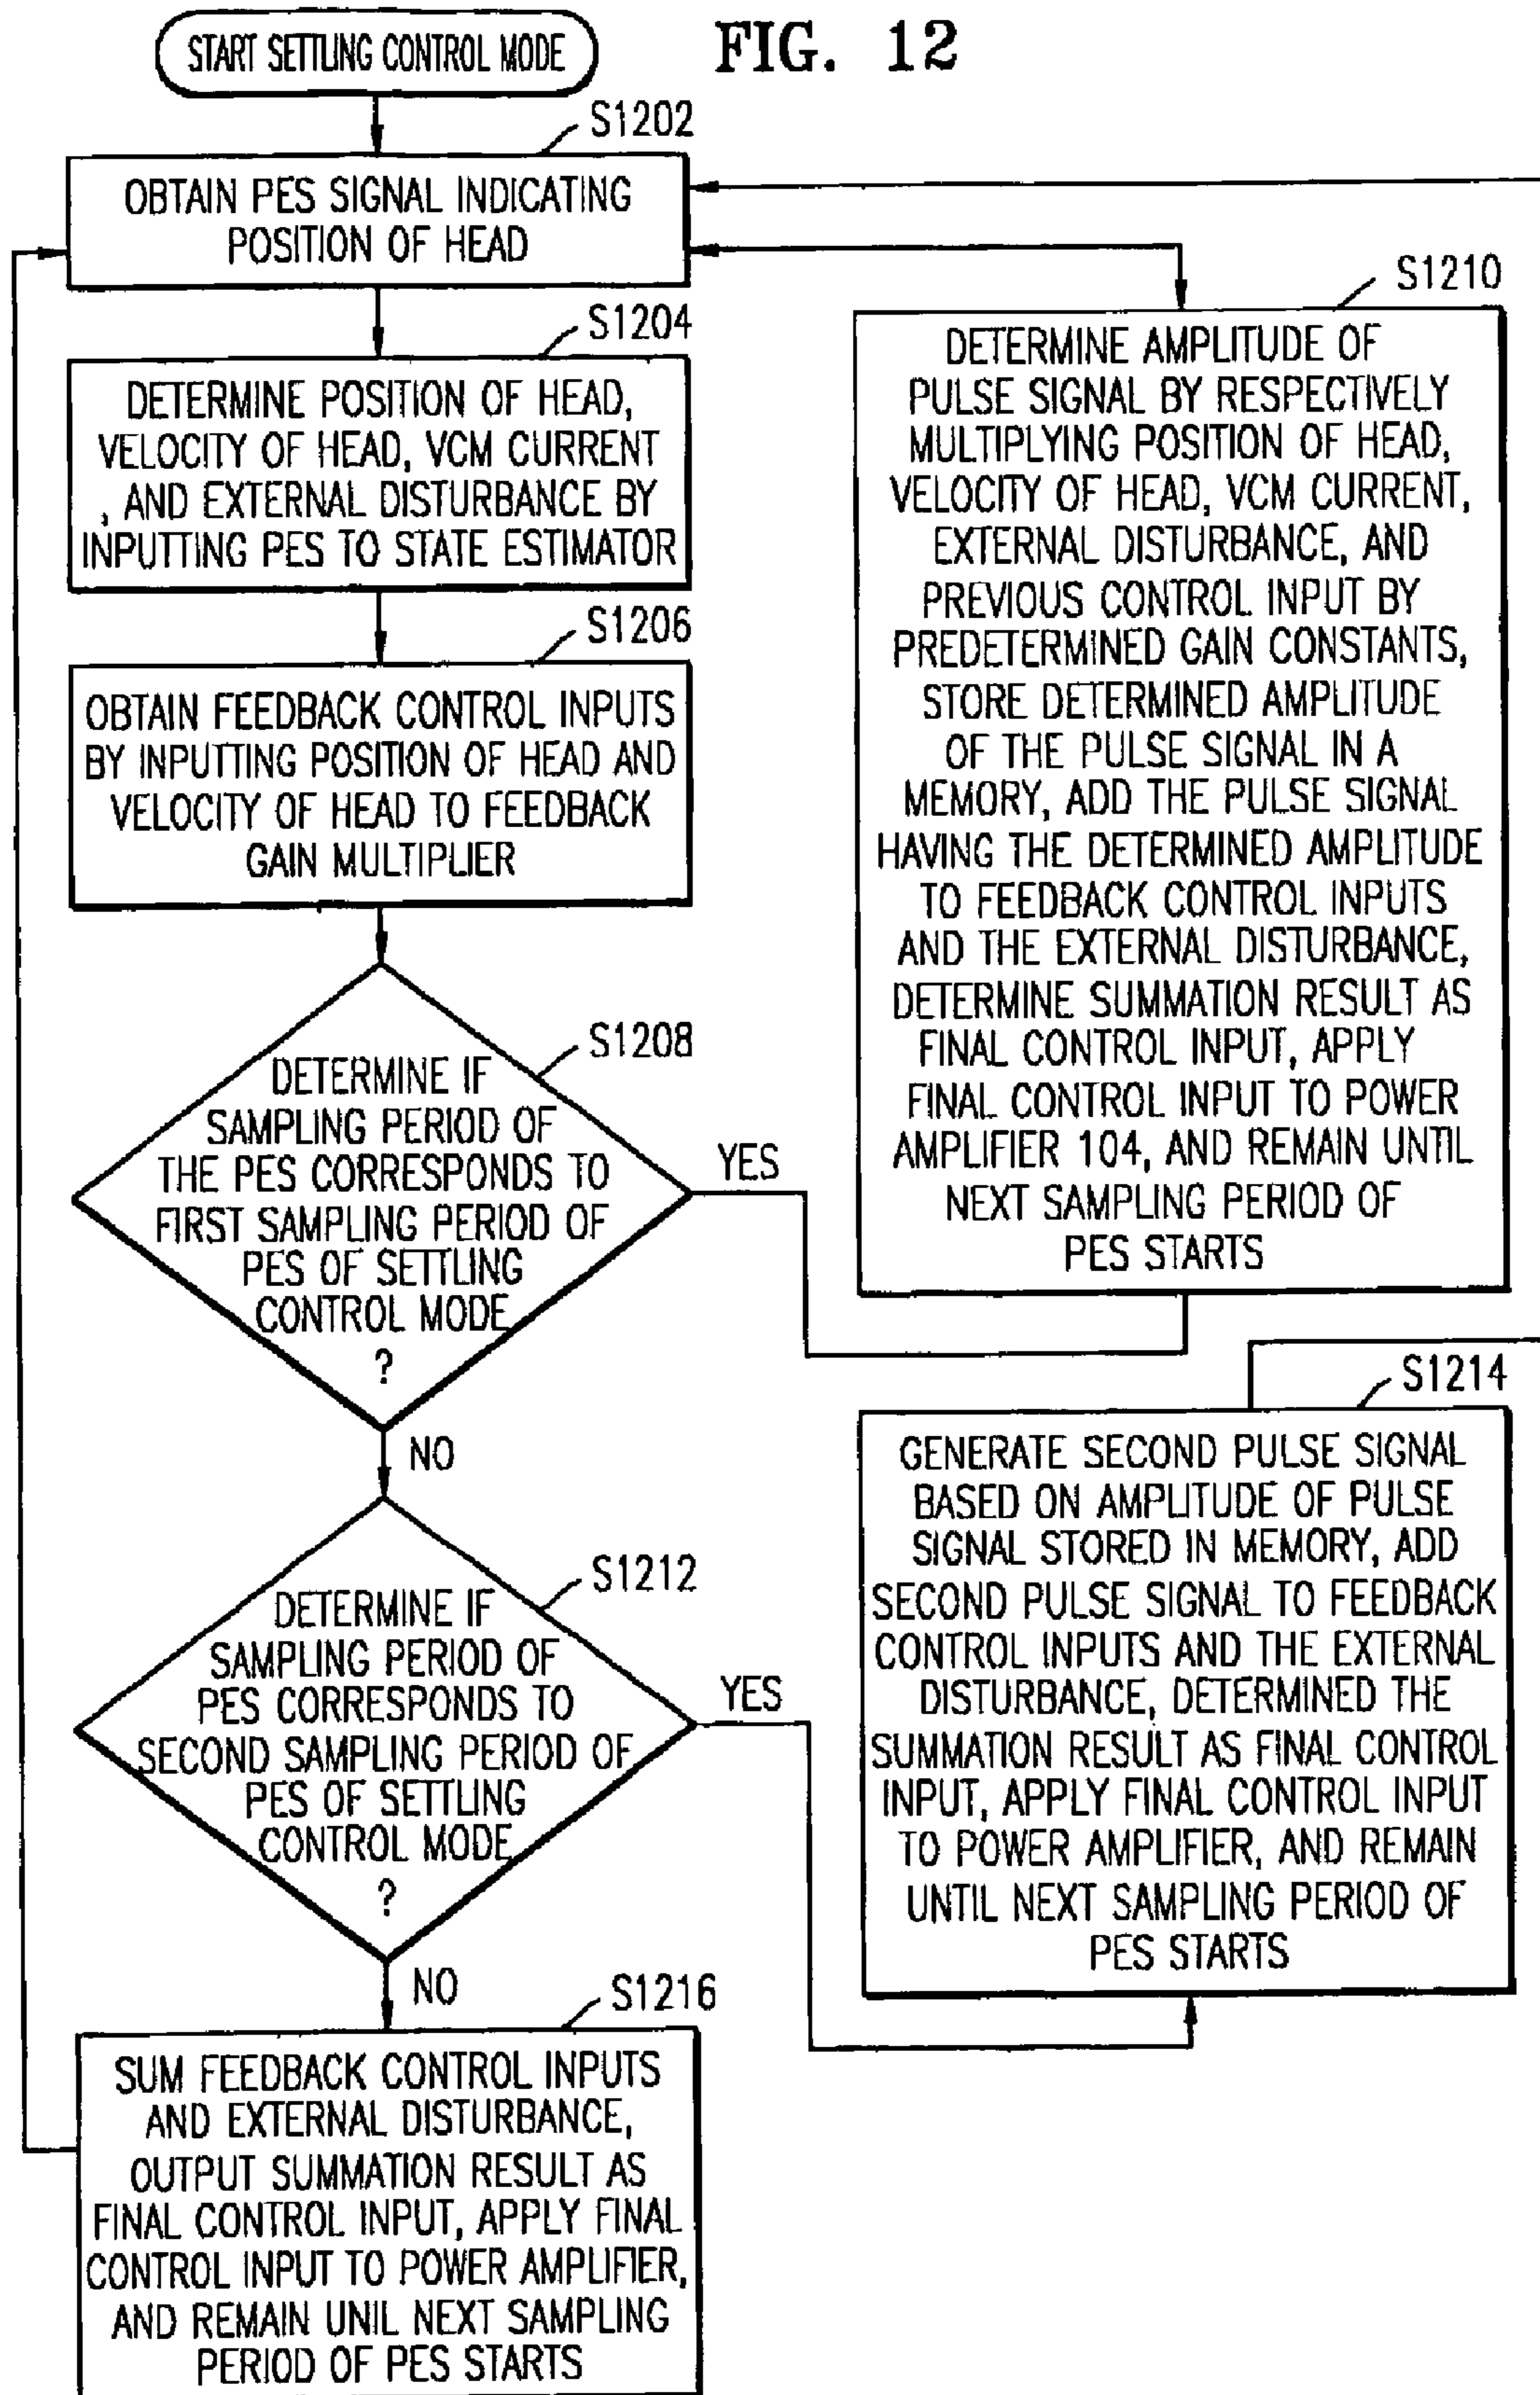 START SETTLING CONTROL MODE
FIG. 12
S1202
OBTAIN PES SIGNAL INDICATING
POSITION OF HEAD
S1204
DETERMINE POSITION OF HEAD,
VELOCITY OF HEAD, VCM CURRENT
, AND EXTERNAL DISTURBANCE BY
INPUTTING PES TO STATE ESTIMATOR
S1206
OBTAIN FEEDBACK CONTROL INPUTS
BY INPUTTING POSITION OF HEAD AND
VELOCITY OF HEAD TO FEEDBACK
GAIN MULTIPLIER
S1208
DETERMINE IF
SAMPLING PERIOD OF
THE PES CORRESPONDS TO
FIRST SAMPLING PERIOD OF
PES OF SETTLING
CONTROL MODE
?
YES
NO
S1210
DETERMINE AMPLITUDE OF
PULSE SIGNAL BY RESPECTIVELY
MULTIPLYING POSITION OF HEAD,
VELOCITY OF HEAD, VCM CURRENT,
EXTERNAL DISTURBANCE, AND
PREVIOUS CONTROL INPUT BY
PREDETERMINED GAIN CONSTANTS,
STORE DETERMINED AMPLITUDE
OF THE PULSE SIGNAL IN A
MEMORY, ADD THE PULSE SIGNAL
HAVING THE DETERMINED AMPLITUDE
TO FEEDBACK CONTROL INPUTS
AND THE EXTERNAL DISTURBANCE,
DETERMINE SUMMATION RESULT AS
FINAL CONTROL INPUT, APPLY
FINAL CONTROL INPUT TO POWER
AMPLIFIER 104, AND REMAIN UNTIL
NEXT SAMPLING PERIOD OF
PES STARTS
S1212
DETERMINE IF
SAMPLING PERIOD OF
PES CORRESPONDS TO
SECOND SAMPLING PERIOD OF
PES OF SETTLING
CONTROL MODE
?
YES
NO
S1214
GENERATE SECOND PULSE SIGNAL
BASED ON AMPLITUDE OF PULSE
SIGNAL STORED IN MEMORY, ADD
SECOND PULSE SIGNAL TO FEEDBACK
CONTROL INPUTS AND THE EXTERNAL
DISTURBANCE, DETERMINED THE
SUMMATION RESULT AS FINAL CONTROL
INPUT, APPLY FINAL CONTROL INPUT
TO POWER AMPLIFIER, AND REMAIN
UNTIL NEXT SAMPLING PERIOD OF
PES STARTS
S1216
SUM FEEDBACK CONTROL INPUTS
AND EXTERNAL DISTURBANCE,
OUTPUT SUMMATION RESULT AS
FINAL CONTROL INPUT, APPLY FINAL
CONTROL INPUT TO POWER AMPLIFIER,
AND REMAIN UNIL NEXT SAMPLING
PERIOD OF PES STARTS